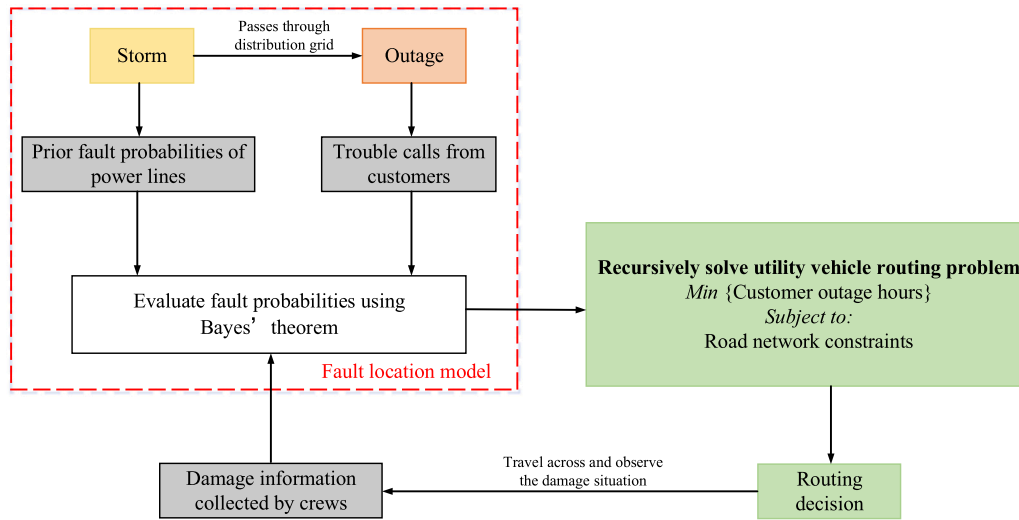 Passes through
distribution grid
Storm
Outage
Prior fault probabilities of
power lines
Trouble calls from
customers
Evaluate fault probabilities using
Bayes’ theorem
Fault location model
Recursively solve utility vehicle routing problem
Min {Customer outage hours}
Subject to:
Road network constraints
Travel across and observe
the damage situation
Damage information
collected by crews
Routing
decision